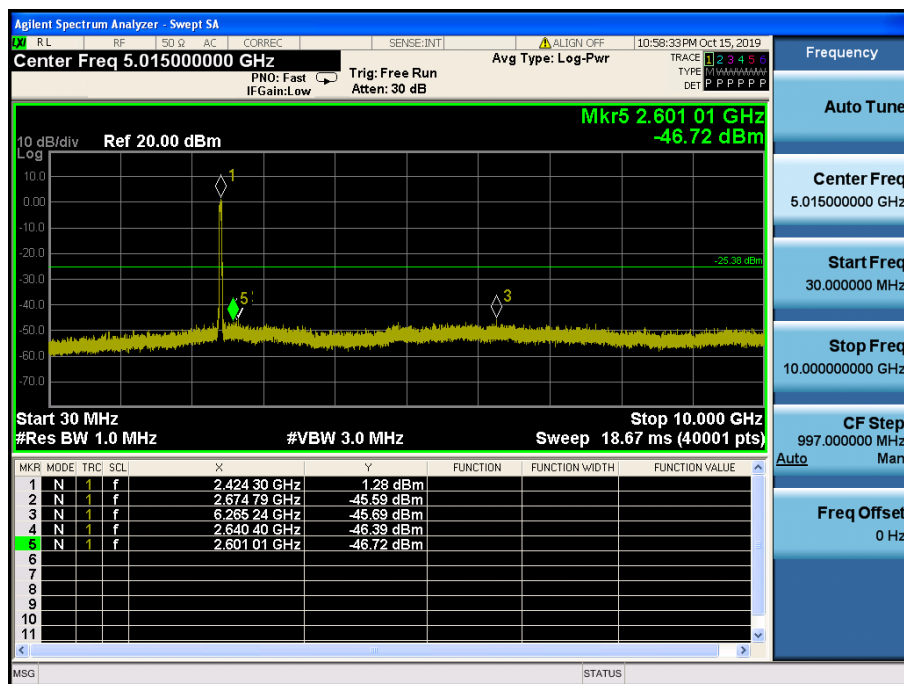 Agilent Spectrum Analyzer - Swept SA
LXI RL RF 50 Ω AC CORREC SENSE:INT ALIGN OFF 10:58:33 PM Oct 15, 2019
Center Freq 5.015000000 GHz
PNO: Fast
IFGain:Low
Trig: Free Run
Atten: 30 dB
Avg Type: Log-Pwr
TRACE 1 2 3 4 5 6
TYPE M WWWWW
DET P P P P P P
Mkr5 2.601 01 GHz
-46.72 dBm
10 dB/div Ref 20.00 dBm
Log
10.0
0.00
-10.0
-20.0
-30.0
-40.0
-50.0
-60.0
-70.0
1
-25.38 dBm
5
3
Start 30 MHz Stop 10.000 GHz
#Res BW 1.0 MHz #VBW 3.0 MHz Sweep 18.67 ms (40001 pts)
MKR MODE TRC SCL X Y FUNCTION FUNCTION WIDTH FUNCTION VALUE
1 N 1 f 2.424 30 GHz 1.28 dBm
2 N 1 f 2.674 79 GHz -45.59 dBm
3 N 1 f 6.265 24 GHz -45.69 dBm
4 N 1 f 2.640 40 GHz -46.39 dBm
5 N 1 f 2.601 01 GHz -46.72 dBm
6
7
8
9
10
11
MSG STATUS
Frequency
Auto Tune
Center Freq
5.015000000 GHz
Start Freq
30.000000 MHz
Stop Freq
10.000000000 GHz
CF Step
997.000000 MHz
Auto Man
Freq Offset
0 Hz